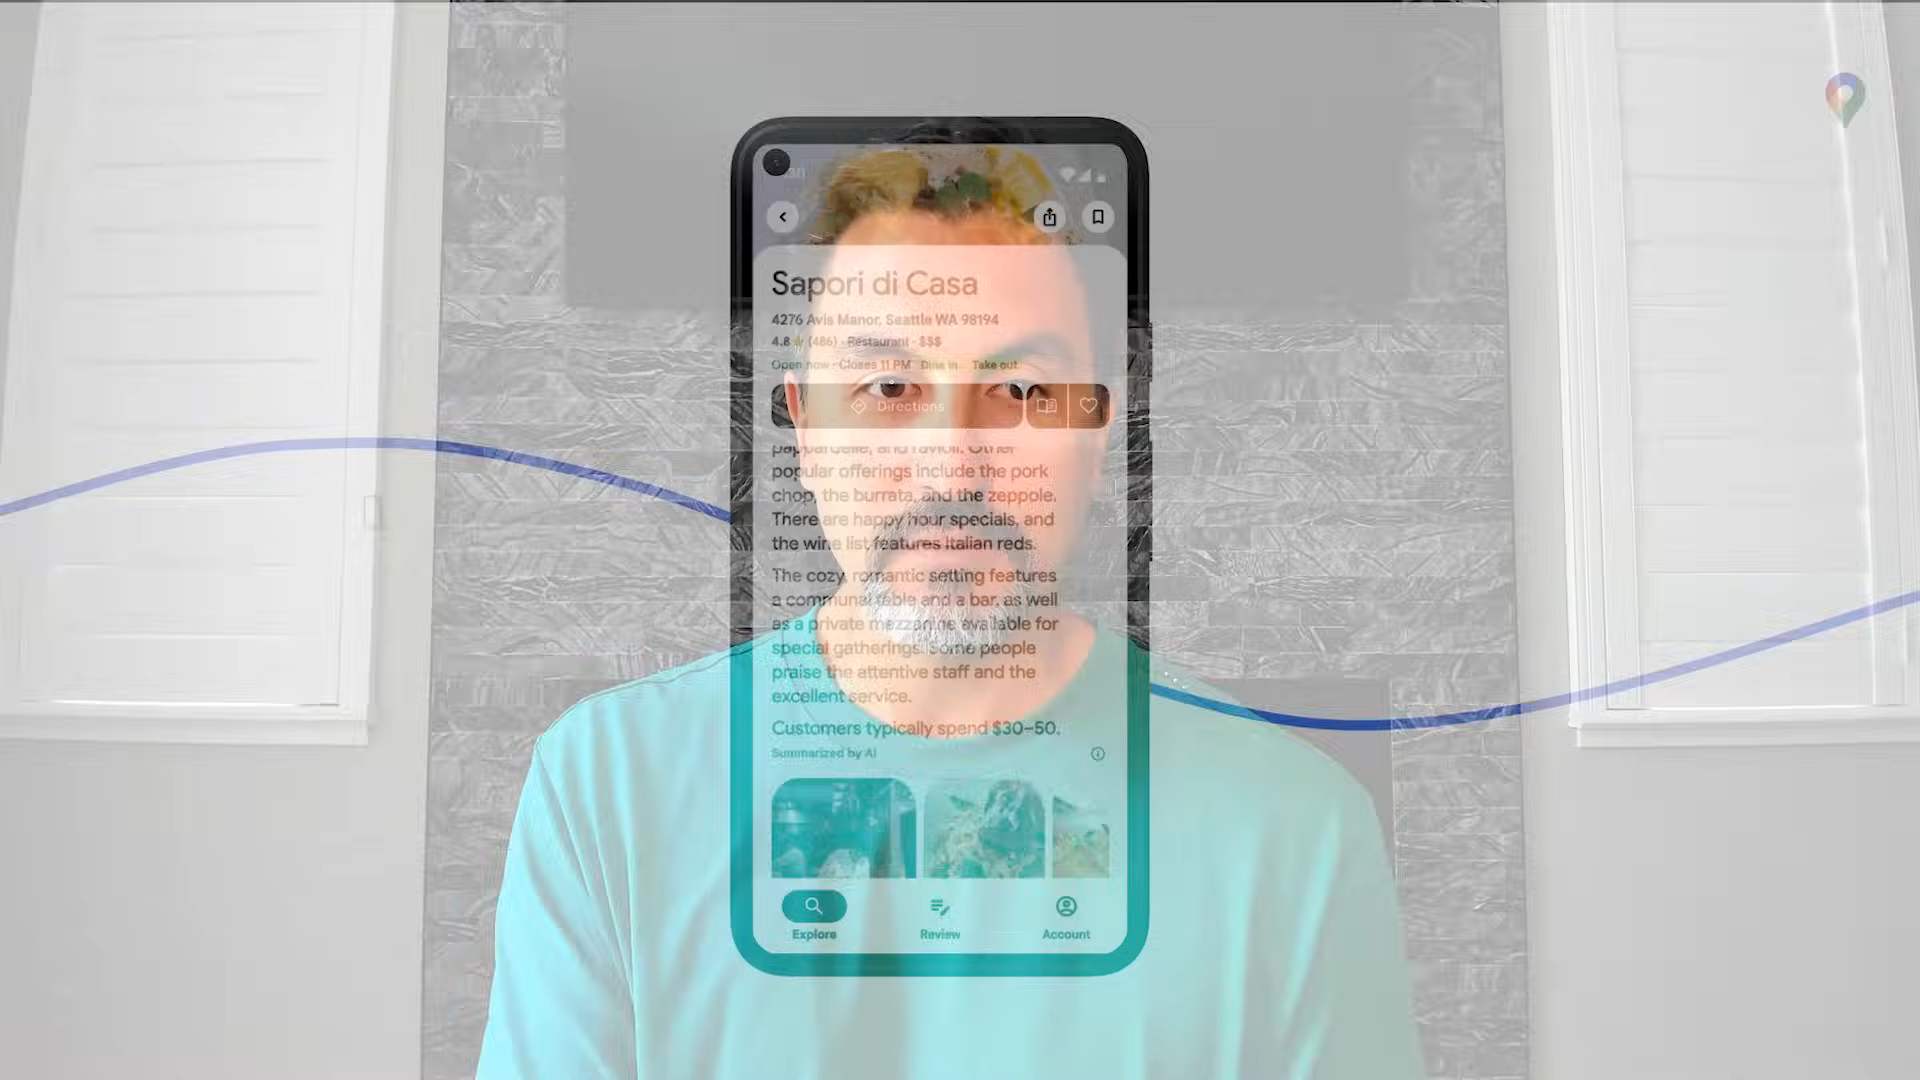 Sapori di Casa
4276 Avis Manor, Seattle WA 98194
4.8 (486) · Restaurant · $$$
Open now · Closes 11 PM Dine in Take out
Directions
pappardelle, and ravioli. Other
popular offerings include the pork
chop, the burrata, and the zeppole.
There are happy hour specials, and
the wine list features Italian reds.
The cozy, romantic setting features
a communal table and a bar, as well
as a private mezzanine available for
special gatherings. Some people
praise the attentive staff and the
excellent service.
Customers typically spend $30–50.
Summarized by AI
Explore
Review
Account